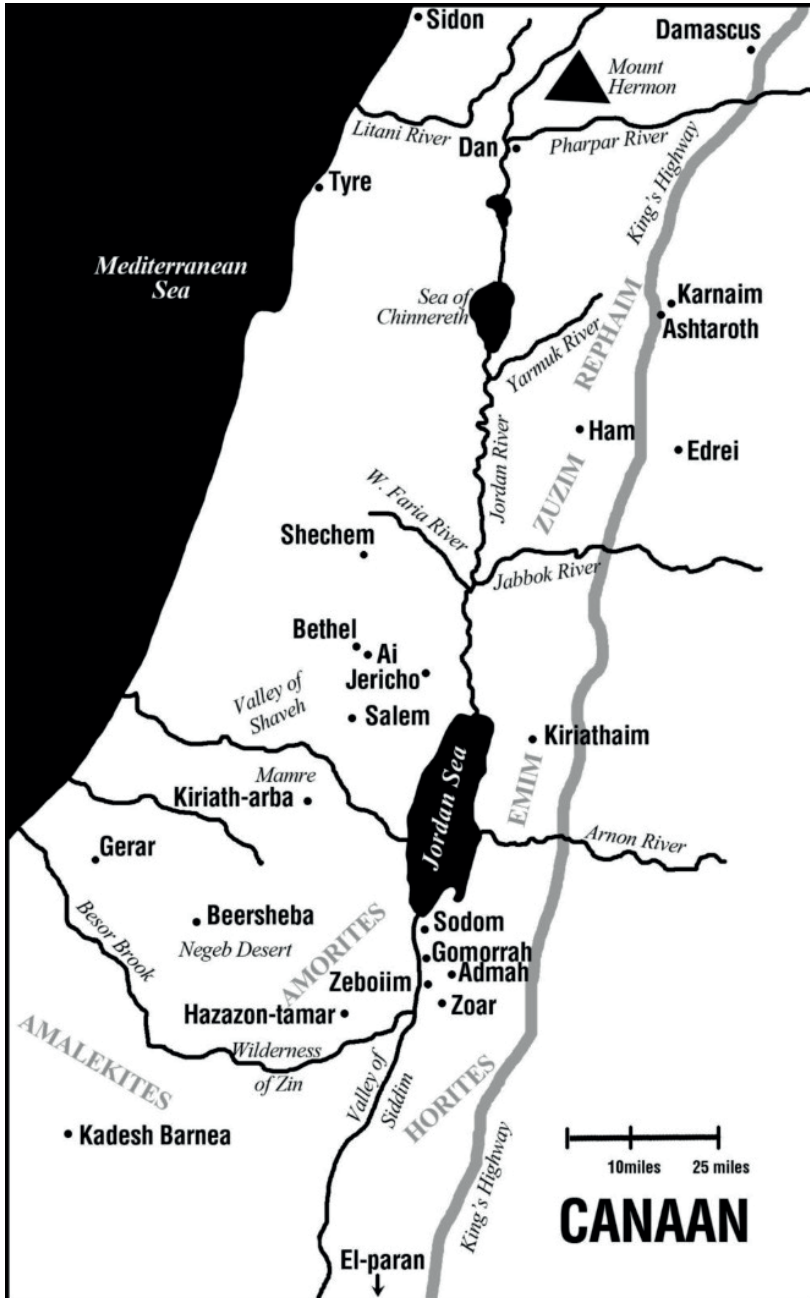 Sidon
Damascus
Mount
Hermon
Litani River
Dan
Pharpar River
Tyre
King's Highway
Mediterranean
Sea
Sea of
Chinnereth
Karnaim
Ashtaroth
Yarmuk River
REPHAIM
Ham
Edrei
Jordan River
ZUZIM
W. Faria River
Shechem
Jabbok River
Bethel
Ai
Jericho
Valley of
Shaveh
Salem
Kiriathaim
Mamre
Kiriath-arba
Jordan Sea
EMIM
Arnon River
Gerar
Besor Brook
Beersheba
Negeb Desert
AMORITES
Sodom
Gomorrah
Admah
Zeboiim
Zoar
Hazazon-tamar
AMALEKITES
Wilderness
of Zin
Valley of
Siddim
HORITES
Kadesh Barnea
King's Highway
10miles 25 miles
CANAAN
El-paran